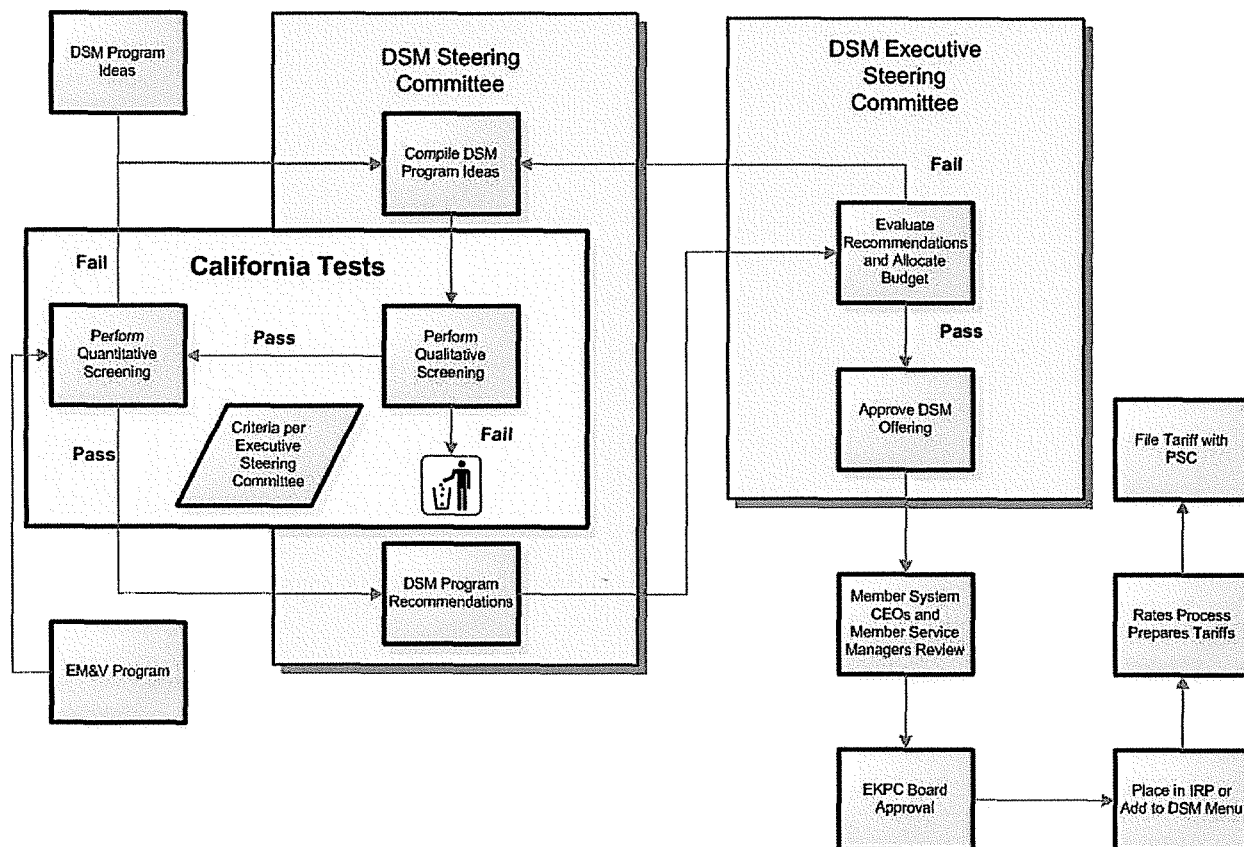 DSM Program
Ideas
DSM Steering
Committee
Compile DSM
Program Ideas
DSM Executive
Steering
Committee
Fail
Evaluate
Recommendations
and Allocate
Budget
Pass
Approve DSM
Offering
California Tests
Fail
Perform
Quantitative
Screening
Pass
Perform
Qualitative
Screening
Pass
Criteria per
Executive
Steering
Committee
Fail
DSM Program
Recommendations
EM&V Program
Member System
CEOs and
Member Service
Managers Review
EKPC Board
Approval
File Tariff with
PSC
Rates Process
Prepares Tariffs
Place in IRP or
Add to DSM Menu